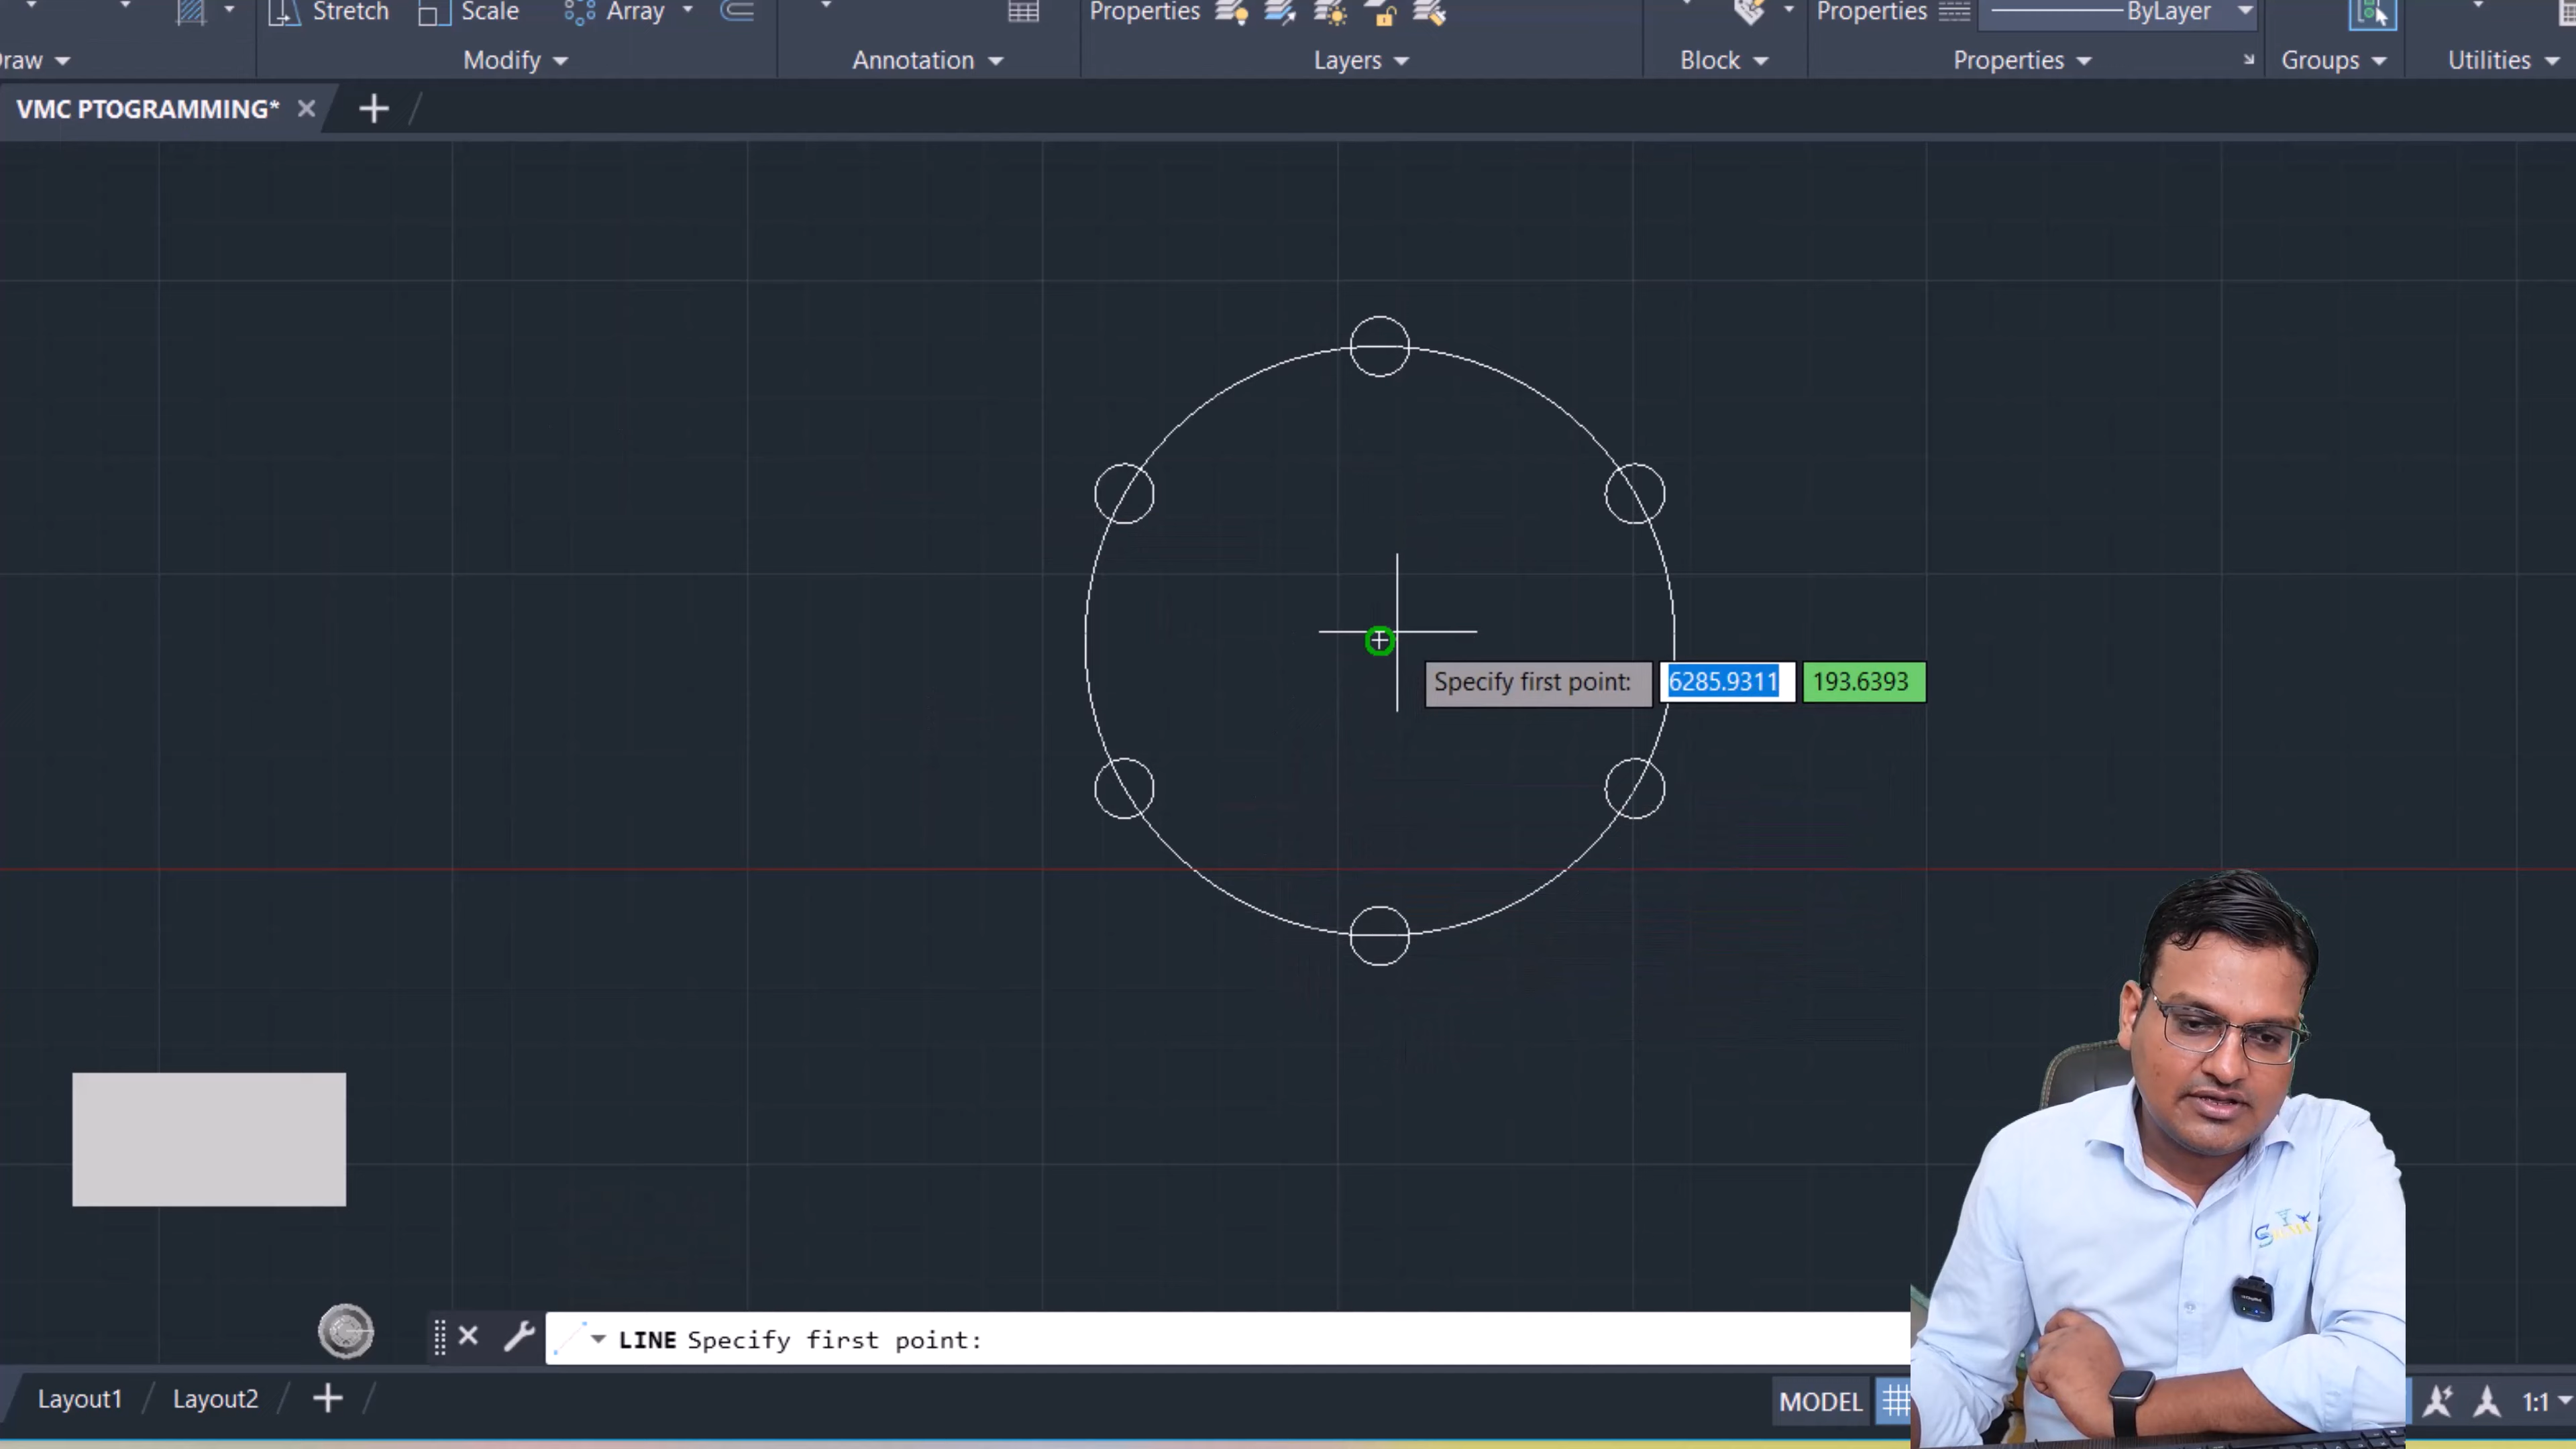 Stretch
Scale
Array
Properties
Properties
ByLayer
raw
Modify
Annotation
Layers
Block
Properties
Groups
Utilities
VMC PTOGRAMMING*
Specify first point:
6285.9311
193.6393
LINE Specify first point:
Layout1
Layout2
MODEL
1:1